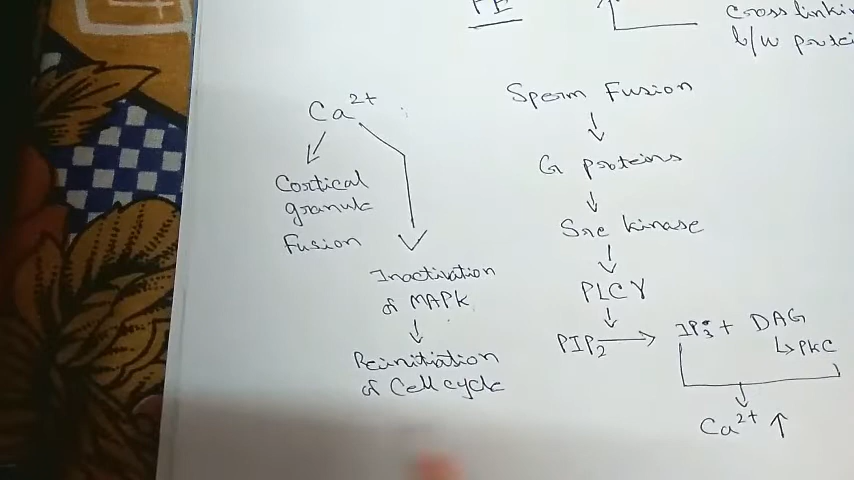 FE
Cross linkin
b/w protei
Ca2+
Cortical
granule
Fusion
Inactivation
of MAPK
Reinitiation
of Cell cycle
Sperm Fusion
G proteins
Src kinase
PLCγ
PIP2 → IP3 + DAG
↳ PKC
Ca2+ ↑